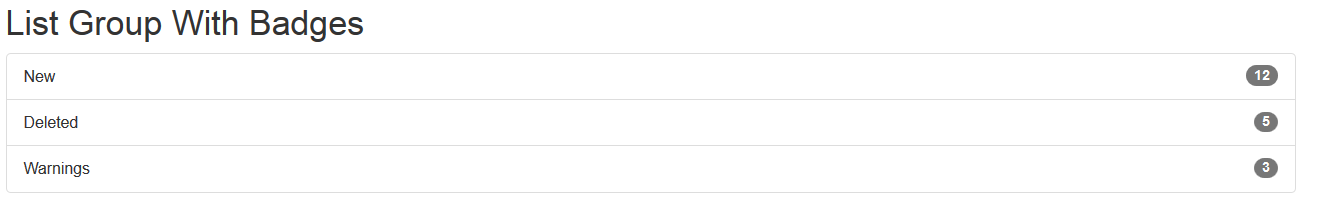 List Group With Badges
New 12
Deleted 5
Warnings 3